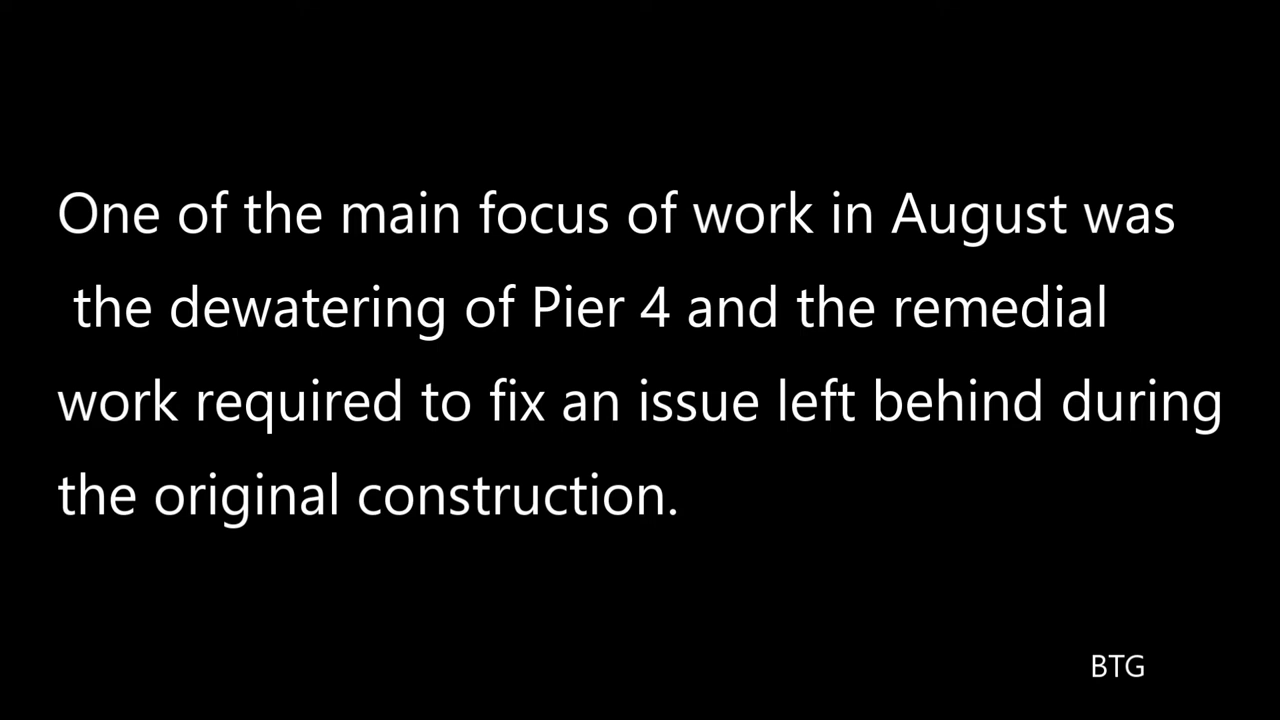 One of the main focus of work in August was
the dewatering of Pier 4 and the remedial
work required to fix an issue left behind during
the original construction.
BTG